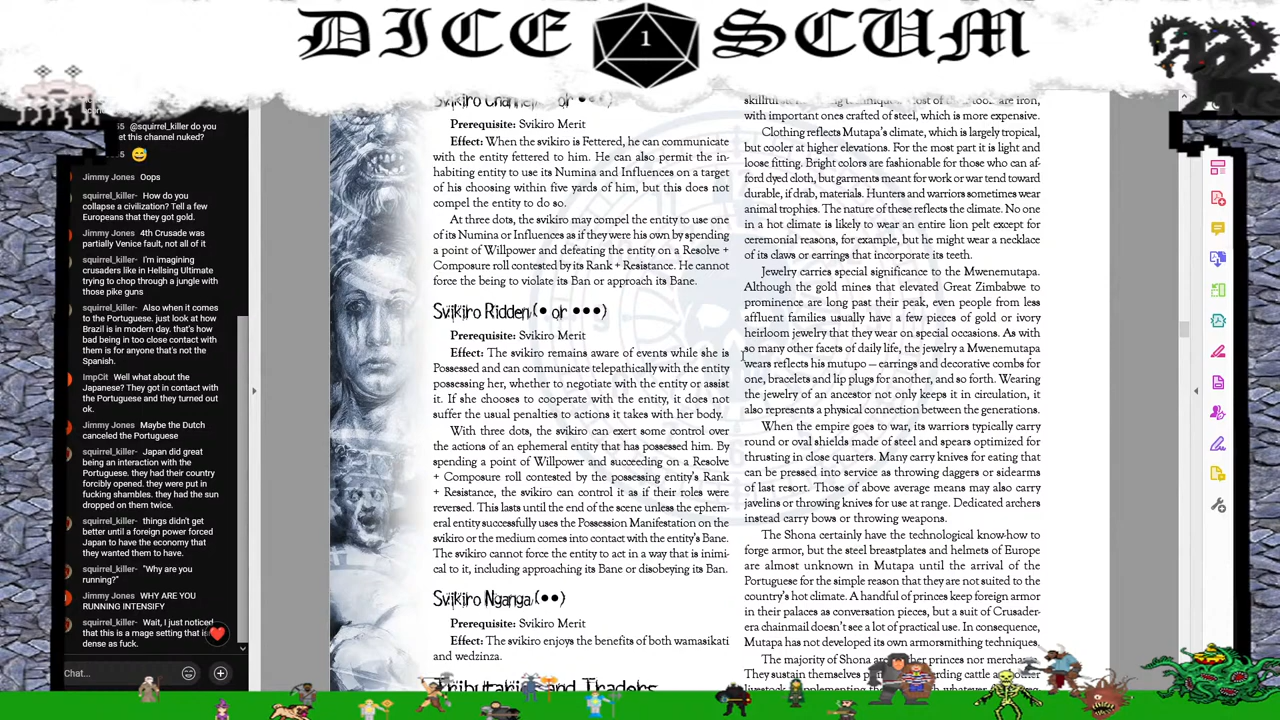 DICE 1 SCUM
@squirrel_killer do you
et this channel nuked?
Jimmy Jones Oops
squirrel_killer- How do you
collapse a civilization? Tell a few
Europeans that they got gold.
Jimmy Jones 4th Crusade was
partially Venice fault, not all of it
squirrel_killer- I'm imagining
crusaders like in Hellsing Ultimate
trying to chop through a jungle with
those pike guns
squirrel_killer- Also when it comes
to the Portuguese. just look at how
Brazil is in modern day. that's how
bad being in too close contact with
them is for anyone that's not the
Spanish.
ImpCit Well what about the
Japanese? They got in contact with
the Portuguese and they turned out
ok.
Jimmy Jones Maybe the Dutch
canceled the Portuguese
squirrel_killer- Japan did great
being an interaction with the
Portuguese. they had their country
forcibly opened. they were put in
fucking shambles. they had the sun
dropped on them twice.
squirrel_killer- things didn't get
better until a foreign power forced
Japan to have the economy that
they wanted them to have.
squirrel_killer- "Why are you
running?"
Jimmy Jones WHY ARE YOU
RUNNING INTENSIFY
squirrel_killer- Wait, I just noticed
that this is a mage setting that is
dense as fuck.
Chat...
Prerequisite: Svikiro Merit
Effect: When the svikiro is Fettered, he can communicate
with the entity fettered to him. He can also permit the in-
habiting entity to use its Numina and Influences on a target
of his choosing within five yards of him, but this does not
compel the entity to do so.
At three dots, the svikiro may compel the entity to use one
of its Numina or Influences as if they were his own by spending
a point of Willpower and defeating the entity on a Resolve +
Composure roll contested by its Rank + Resistance. He cannot
force the being to violate its Ban or approach its Bane.
Svikiro Ridden (• or •••)
Prerequisite: Svikiro Merit
Effect: The svikiro remains aware of events while she is
Possessed and can communicate telepathically with the entity
possessing her, whether to negotiate with the entity or assist
it. If she chooses to cooperate with the entity, it does not
suffer the usual penalties to actions it takes with her body.
With three dots, the svikiro can exert some control over
the actions of an ephemeral entity that has possessed him. By
spending a point of Willpower and succeeding on a Resolve
+ Composure roll contested by the possessing entity's Rank
+ Resistance, the svikiro can control it as if their roles were
reversed. This lasts until the end of the scene unless the ephem-
eral entity successfully uses the Possession Manifestation on the
svikiro or the medium comes into contact with the entity's Bane.
The svikiro cannot force the entity to act in a way that is inimi-
cal to it, including approaching its Bane or disobeying its Ban.
Svikiro Nganga (••)
Prerequisite: Svikiro Merit
Effect: The svikiro enjoys the benefits of both wamasikati
and wedzinza.
Tributaries and Traders
with important ones crafted of steel, which is more expensive.
Clothing reflects Mutapa's climate, which is largely tropical,
but cooler at higher elevations. For the most part it is light and
loose fitting. Bright colors are fashionable for those who can af-
ford dyed cloth, but garments meant for work or war tend toward
durable, if drab, materials. Hunters and warriors sometimes wear
animal trophies. The nature of these reflects the climate. No one
in a hot climate is likely to wear an entire lion pelt except for
ceremonial reasons, for example, but he might wear a necklace
of its claws or earrings that incorporate its teeth.
Jewelry carries special significance to the Mwenemutapa.
Although the gold mines that elevated Great Zimbabwe to
prominence are long past their peak, even people from less
affluent families usually have a few pieces of gold or ivory
heirloom jewelry that they wear on special occasions. As with
so many other facets of daily life, the jewelry a Mwenemutapa
wears reflects his mutupo — earrings and decorative combs for
one, bracelets and lip plugs for another, and so forth. Wearing
the jewelry of an ancestor not only keeps it in circulation, it
also represents a physical connection between the generations.
When the empire goes to war, its warriors typically carry
round or oval shields made of steel and spears optimized for
thrusting in close quarters. Many carry knives for eating that
can be pressed into service as throwing daggers or sidearms
of last resort. Those of above average means may also carry
javelins or throwing knives for use at range. Dedicated archers
instead carry bows or throwing weapons.
The Shona certainly have the technological know-how to
forge armor, but the steel breastplates and helmets of Europe
are almost unknown in Mutapa until the arrival of the
Portuguese for the simple reason that they are not suited to the
country's hot climate. A handful of princes keep foreign armor
in their palaces as conversation pieces, but a suit of Crusader-
era chainmail doesn't see a lot of practical use. In consequence,
Mutapa has not developed its own armorsmithing techniques.
The majority of Shona are her princes nor merchan
They sustain themselves